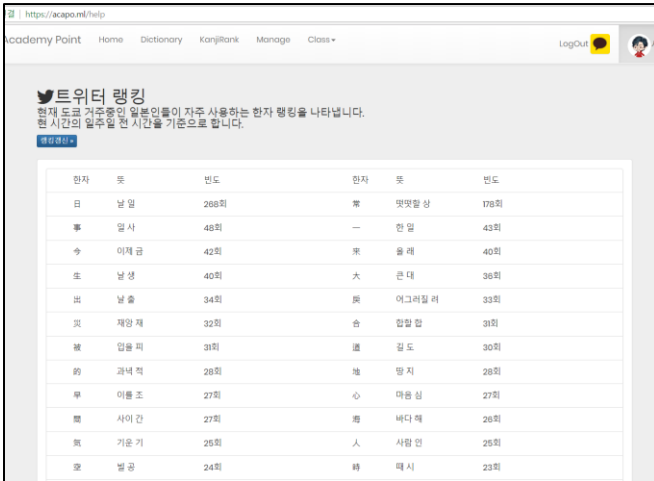 결 | https://acapo.ml/help
Academy Point Home Dictionary KanjiRank Manage Class LogOut
트위터 랭킹
현재 도쿄 거주중인 일본인들이 자주 사용하는 한자 랭킹을 나타냅니다.
현 시간의 일주일 전 시간을 기준으로 합니다.
랭킹갱신 »
한자 뜻 빈도 한자 뜻 빈도
日 날 일 268회 常 떳떳할 상 178회
事 일 사 48회 一 한 일 43회
今 이제 금 42회 来 올 래 40회
生 날 생 40회 大 큰 대 36회
出 날 출 34회 戾 어그러질 려 33회
災 재앙 재 32회 合 합할 합 31회
被 입을 피 31회 道 길 도 30회
的 과녁 적 28회 地 땅 지 28회
早 이를 조 27회 心 마음 심 27회
間 사이 간 27회 海 바다 해 26회
気 기운 기 25회 人 사람 인 25회
空 빌 공 24회 時 때 시 23회